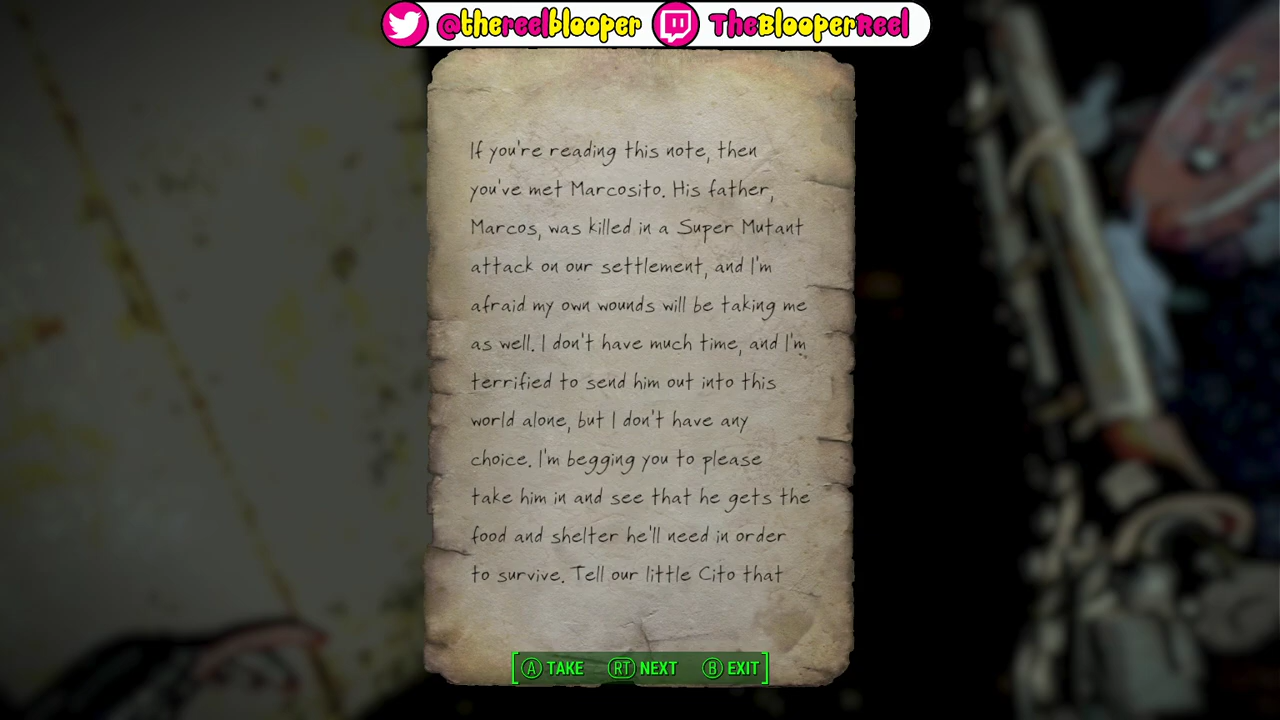 @thereelblooper TheBlooperReel
If you're reading this note, then
you've met Marcosito. His father,
Marcos, was killed in a Super Mutant
attack on our settlement, and I'm
afraid my own wounds will be taking me
as well. I don't have much time, and I'm
terrified to send him out into this
world alone, but I don't have any
choice. I'm begging you to please
take him in and see that he gets the
food and shelter he'll need in order
to survive. Tell our little Cito that
A TAKE RT NEXT B EXIT